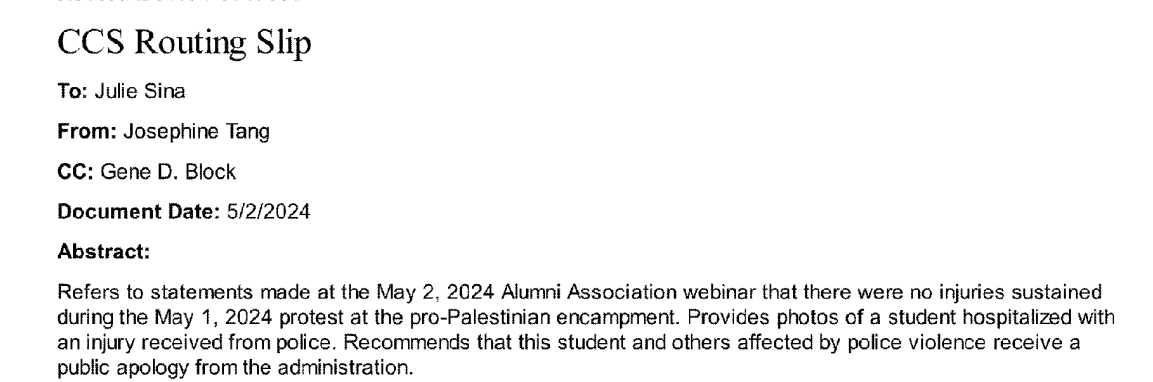 CCS Routing Slip
To: Julie Sina
From: Josephine Tang
CC: Gene D. Block
Document Date: 5/2/2024
Abstract:
Refers to statements made at the May 2, 2024 Alumni Association webinar that there were no injuries sustained
during the May 1, 2024 protest at the pro-Palestinian encampment. Provides photos of a student hospitalized with
an injury received from police. Recommends that this student and others affected by police violence receive a
public apology from the administration.